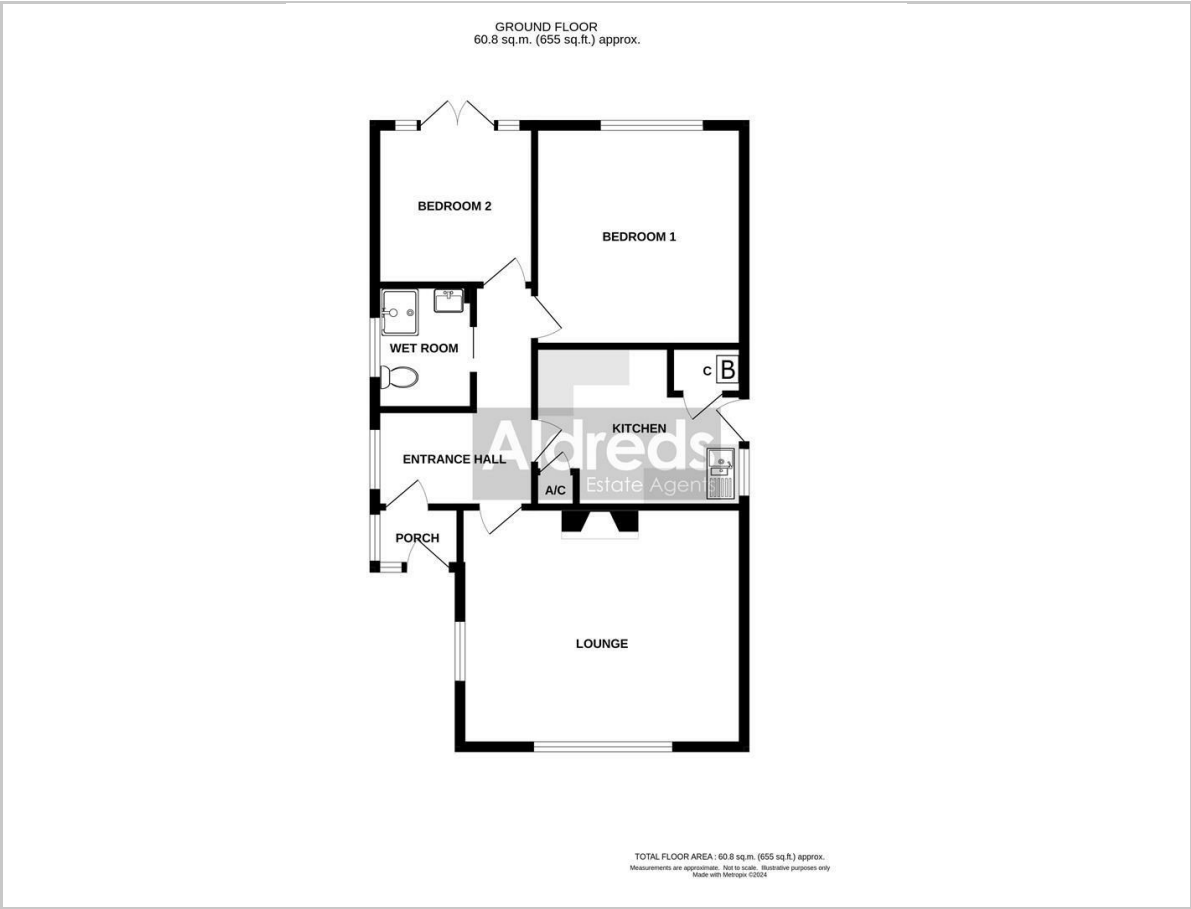 GROUND FLOOR
60.8 sq.m. (655 sq.ft.) approx.
BEDROOM 2
BEDROOM 1
WET ROOM
C B
KITCHEN
Aldreds
ENTRANCE HALL
Estate Agents
A/C
PORCH
LOUNGE
TOTAL FLOOR AREA : 60.8 sq.m. (655 sq.ft.) approx.
Measurements are approximate. Not to scale. Illustrative purposes only
Made with Metropix ©2024